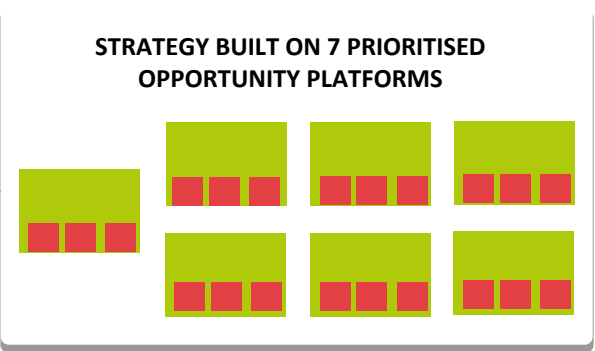 STRATEGY BUILT ON 7 PRIORITISED
OPPORTUNITY PLATFORMS